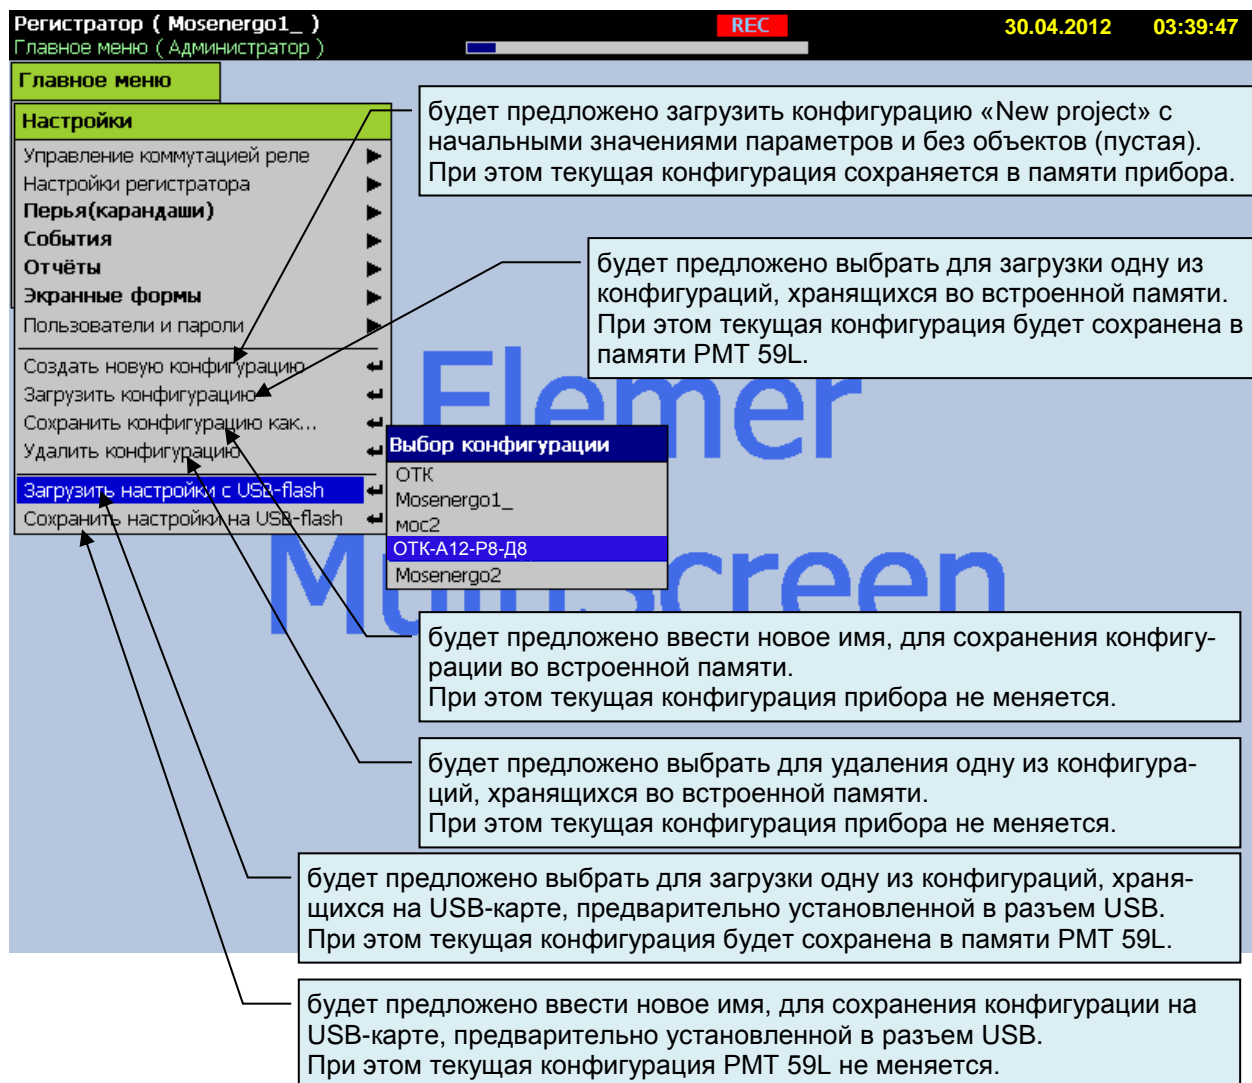 Регистратор ( Mosenergo1_ )
REC
30.04.2012 03:39:47
Главное меню ( Администратор )
Главное меню
Настройки
Управление коммутацией реле
Настройки регистратора
Перья(карандаши)
События
Отчёты
Экранные формы
Пользователи и пароли
Создать новую конфигурацию
Загрузить конфигурацию
Сохранить конфигурацию как...
Удалить конфигурацию
Загрузить настройки с USB-flash
Сохранить настройки на USB-flash
будет предложено загрузить конфигурацию «New project» с
начальными значениями параметров и без объектов (пустая).
При этом текущая конфигурация сохраняется в памяти прибора.
будет предложено выбрать для загрузки одну из
конфигураций, хранящихся во встроенной памяти.
При этом текущая конфигурация будет сохранена в
памяти РМТ 59L.
Elemer
MultiScreen
Выбор конфигурации
ОТК
Mosenergo1_
мос2
ОТК-А12-Р8-Д8
Mosenergo2
будет предложено ввести новое имя, для сохранения конфигу-
рации во встроенной памяти.
При этом текущая конфигурация прибора не меняется.
будет предложено выбрать для удаления одну из конфигура-
ций, хранящихся во встроенной памяти.
При этом текущая конфигурация прибора не меняется.
будет предложено выбрать для загрузки одну из конфигураций, храня-
щихся на USB-карте, предварительно установленной в разъем USB.
При этом текущая конфигурация будет сохранена в памяти РМТ 59L.
будет предложено ввести новое имя, для сохранения конфигурации на
USB-карте, предварительно установленной в разъем USB.
При этом текущая конфигурация РМТ 59L не меняется.